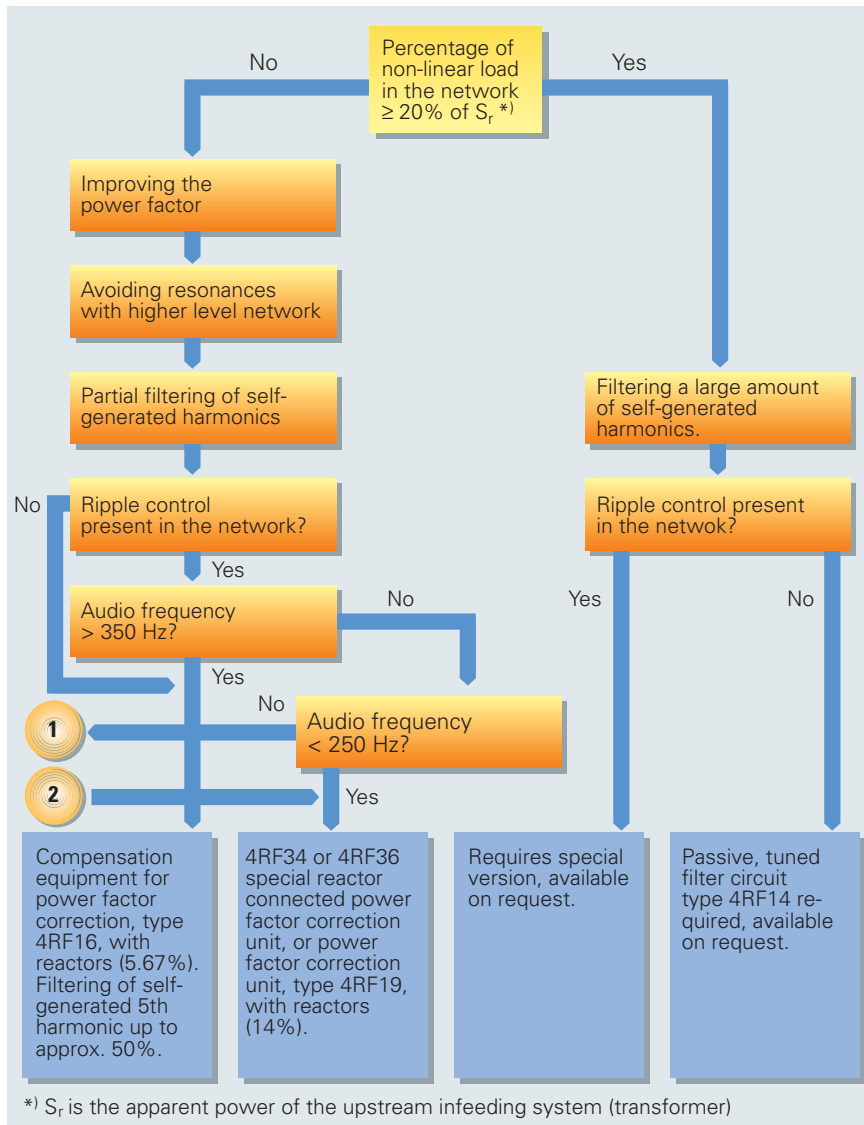 Percentage of
non-linear load
in the network
≥ 20% of Sr *)
No
Yes
Improving the
power factor
Avoiding resonances
with higher level network
Partial filtering of self-
generated harmonics
Filtering a large amount
of self-generated
harmonics.
No
Ripple control
present in the network?
Ripple control present
in the netwok?
Yes
Audio frequency
> 350 Hz?
No
Yes
No
Yes
No
1
Audio frequency
< 250 Hz?
2
Yes
Compensation
equipment for
power factor
correction, type
4RF16, with
reactors (5.67%).
Filtering of self-
generated 5th
harmonic up to
approx. 50%.
4RF34 or 4RF36
special reactor
connected power
factor correction
unit, or power
factor correction
unit, type 4RF19,
with reactors
(14%).
Requires special
version, available
on request.
Passive, tuned
filter circuit
type 4RF14 re-
quired, available
on request.
*) Sr is the apparent power of the upstream infeeding system (transformer)